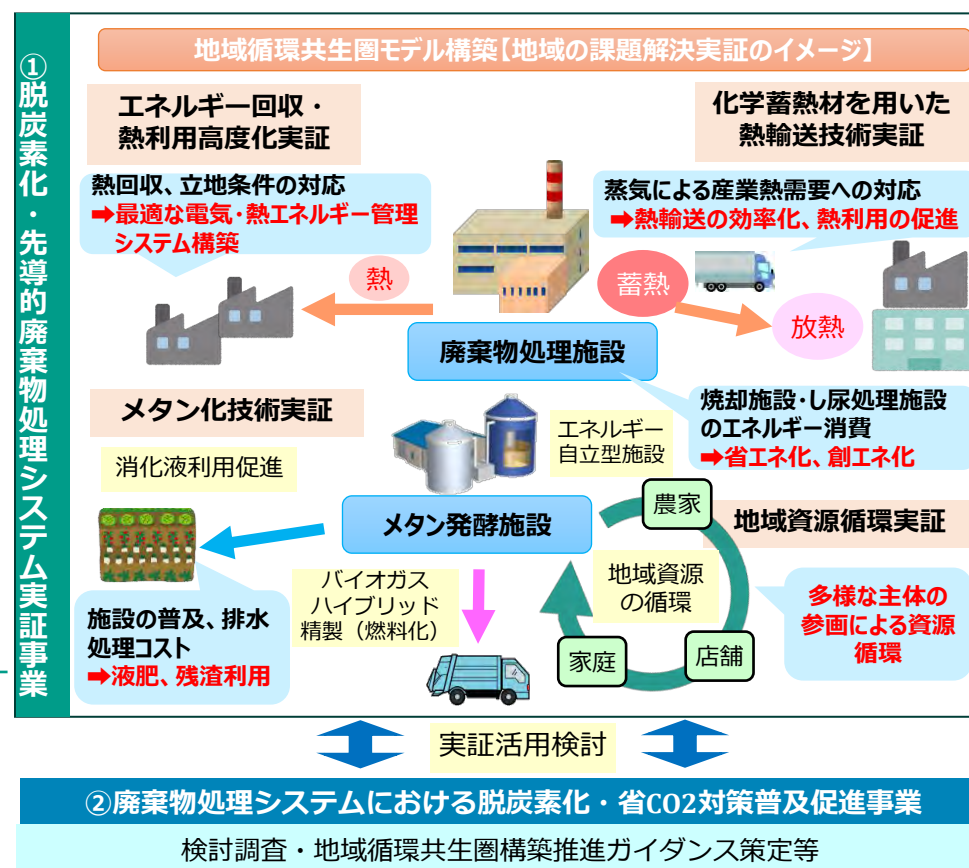 ①脱炭素化・先導的廃棄物処理システム実証事業
地域循環共生圏モデル構築【地域の課題解決実証のイメージ】
エネルギー回収・
熱利用高度化実証
熱回収、立地条件の対応
➡最適な電気・熱エネルギー管理
システム構築
化学蓄熱材を用いた
熱輸送技術実証
蒸気による産業熱需要への対応
➡熱輸送の効率化、熱利用の促進
熱
蓄熱
放熱
廃棄物処理施設
焼却施設・し尿処理施設
のエネルギー消費
➡省エネ化、創エネ化
メタン化技術実証
消化液利用促進
エネルギー
自立型施設
メタン発酵施設
施設の普及、排水
処理コスト
➡液肥、残渣利用
バイオガス
ハイブリッド
精製（燃料化）
地域資源循環実証
農家
地域資源
の循環
家庭
店舗
多様な主体の
参画による資源
循環
実証活用検討
②廃棄物処理システムにおける脱炭素化・省CO2対策普及促進事業
検討調査・地域循環共生圏構築推進ガイダンス策定等